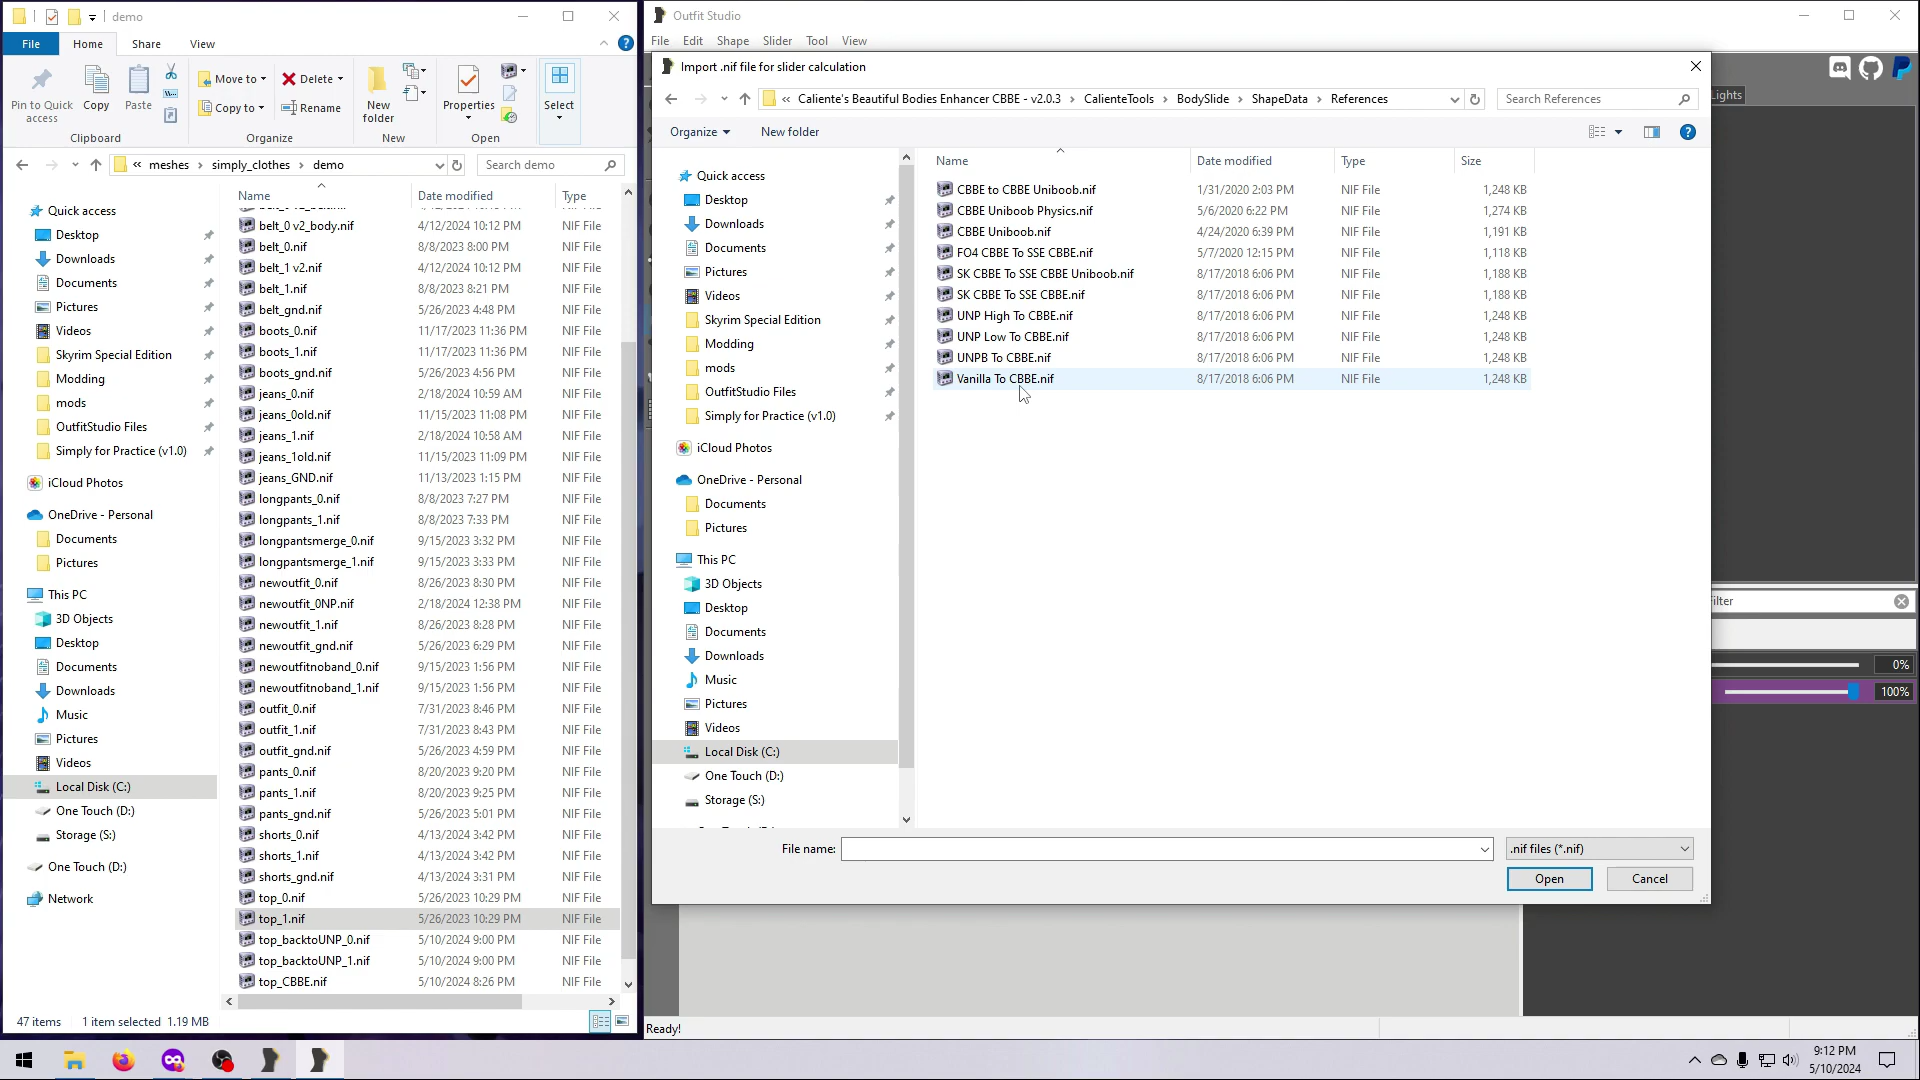 demo
File
Home
Share
View
Pin to Quick access
Copy
Paste
Move to
Copy to
Delete
Rename
New folder
Properties
Select
Clipboard
Organize
New
Open
« meshes › simply_clothes › demo
Search demo
Name
Date modified
Type
Quick access
Desktop
Downloads
Documents
Pictures
Videos
Skyrim Special Edition
Modding
mods
OutfitStudio Files
Simply for Practice (v1.0)
iCloud Photos
OneDrive - Personal
Documents
Pictures
This PC
3D Objects
Desktop
Documents
Downloads
Music
Pictures
Videos
Local Disk (C:)
One Touch (D:)
Storage (S:)
One Touch (D:)
Network
belt_0 v2_body.nif 4/12/2024 10:12 PM NIF File
belt_0.nif 8/8/2023 8:00 PM NIF File
belt_1 v2.nif 4/12/2024 10:12 PM NIF File
belt_1.nif 8/8/2023 8:21 PM NIF File
belt_gnd.nif 5/26/2023 4:48 PM NIF File
boots_0.nif 11/17/2023 11:36 PM NIF File
boots_1.nif 11/17/2023 11:36 PM NIF File
boots_gnd.nif 5/26/2023 4:56 PM NIF File
jeans_0.nif 2/18/2024 10:59 AM NIF File
jeans_0old.nif 11/15/2023 11:08 PM NIF File
jeans_1.nif 2/18/2024 10:58 AM NIF File
jeans_1old.nif 11/15/2023 11:09 PM NIF File
jeans_GND.nif 11/13/2023 1:15 PM NIF File
longpants_0.nif 8/8/2023 7:27 PM NIF File
longpants_1.nif 8/8/2023 7:33 PM NIF File
longpantsmerge_0.nif 9/15/2023 3:32 PM NIF File
longpantsmerge_1.nif 9/15/2023 3:33 PM NIF File
newoutfit_0.nif 8/26/2023 8:30 PM NIF File
newoutfit_0NP.nif 2/18/2024 12:38 PM NIF File
newoutfit_1.nif 8/26/2023 8:28 PM NIF File
newoutfit_gnd.nif 5/26/2023 6:29 PM NIF File
newoutfitnoband_0.nif 9/15/2023 1:56 PM NIF File
newoutfitnoband_1.nif 9/15/2023 1:56 PM NIF File
outfit_0.nif 7/31/2023 8:46 PM NIF File
outfit_1.nif 7/31/2023 8:43 PM NIF File
outfit_gnd.nif 5/26/2023 4:59 PM NIF File
pants_0.nif 8/20/2023 9:20 PM NIF File
pants_1.nif 8/20/2023 9:25 PM NIF File
pants_gnd.nif 5/26/2023 5:01 PM NIF File
shorts_0.nif 4/13/2024 3:42 PM NIF File
shorts_1.nif 4/13/2024 3:42 PM NIF File
shorts_gnd.nif 4/13/2024 3:31 PM NIF File
top_0.nif 5/26/2023 10:29 PM NIF File
top_1.nif 5/26/2023 10:29 PM NIF File
top_backtoUNP_0.nif 5/10/2024 9:00 PM NIF File
top_backtoUNP_1.nif 5/10/2024 9:00 PM NIF File
top_CBBE.nif 5/10/2024 8:26 PM NIF File
47 items 1 item selected 1.19 MB
Outfit Studio
File Edit Shape Slider Tool View
Lights
Import .nif file for slider calculation
« Caliente's Beautiful Bodies Enhancer CBBE - v2.0.3 › CalienteTools › BodySlide › ShapeData › References
Search References
Organize
New folder
Name
Date modified
Type
Size
Quick access
Desktop
Downloads
Documents
Pictures
Videos
Skyrim Special Edition
Modding
mods
OutfitStudio Files
Simply for Practice (v1.0)
iCloud Photos
OneDrive - Personal
Documents
Pictures
This PC
3D Objects
Desktop
Documents
Downloads
Music
Pictures
Videos
Local Disk (C:)
One Touch (D:)
Storage (S:)
CBBE to CBBE Uniboob.nif 1/31/2020 2:03 PM NIF File 1,248 KB
CBBE Uniboob Physics.nif 5/6/2020 6:22 PM NIF File 1,274 KB
CBBE Uniboob.nif 4/24/2020 6:39 PM NIF File 1,191 KB
FO4 CBBE To SSE CBBE.nif 5/7/2020 12:15 PM NIF File 1,118 KB
SK CBBE To SSE CBBE Uniboob.nif 8/17/2018 6:06 PM NIF File 1,188 KB
SK CBBE To SSE CBBE.nif 8/17/2018 6:06 PM NIF File 1,188 KB
UNP High To CBBE.nif 8/17/2018 6:06 PM NIF File 1,248 KB
UNP Low To CBBE.nif 8/17/2018 6:06 PM NIF File 1,248 KB
UNPB To CBBE.nif 8/17/2018 6:06 PM NIF File 1,248 KB
Vanilla To CBBE.nif 8/17/2018 6:06 PM NIF File 1,248 KB
File name:
.nif files (*.nif)
Open
Cancel
0%
100%
Ready!
9:12 PM
5/10/2024